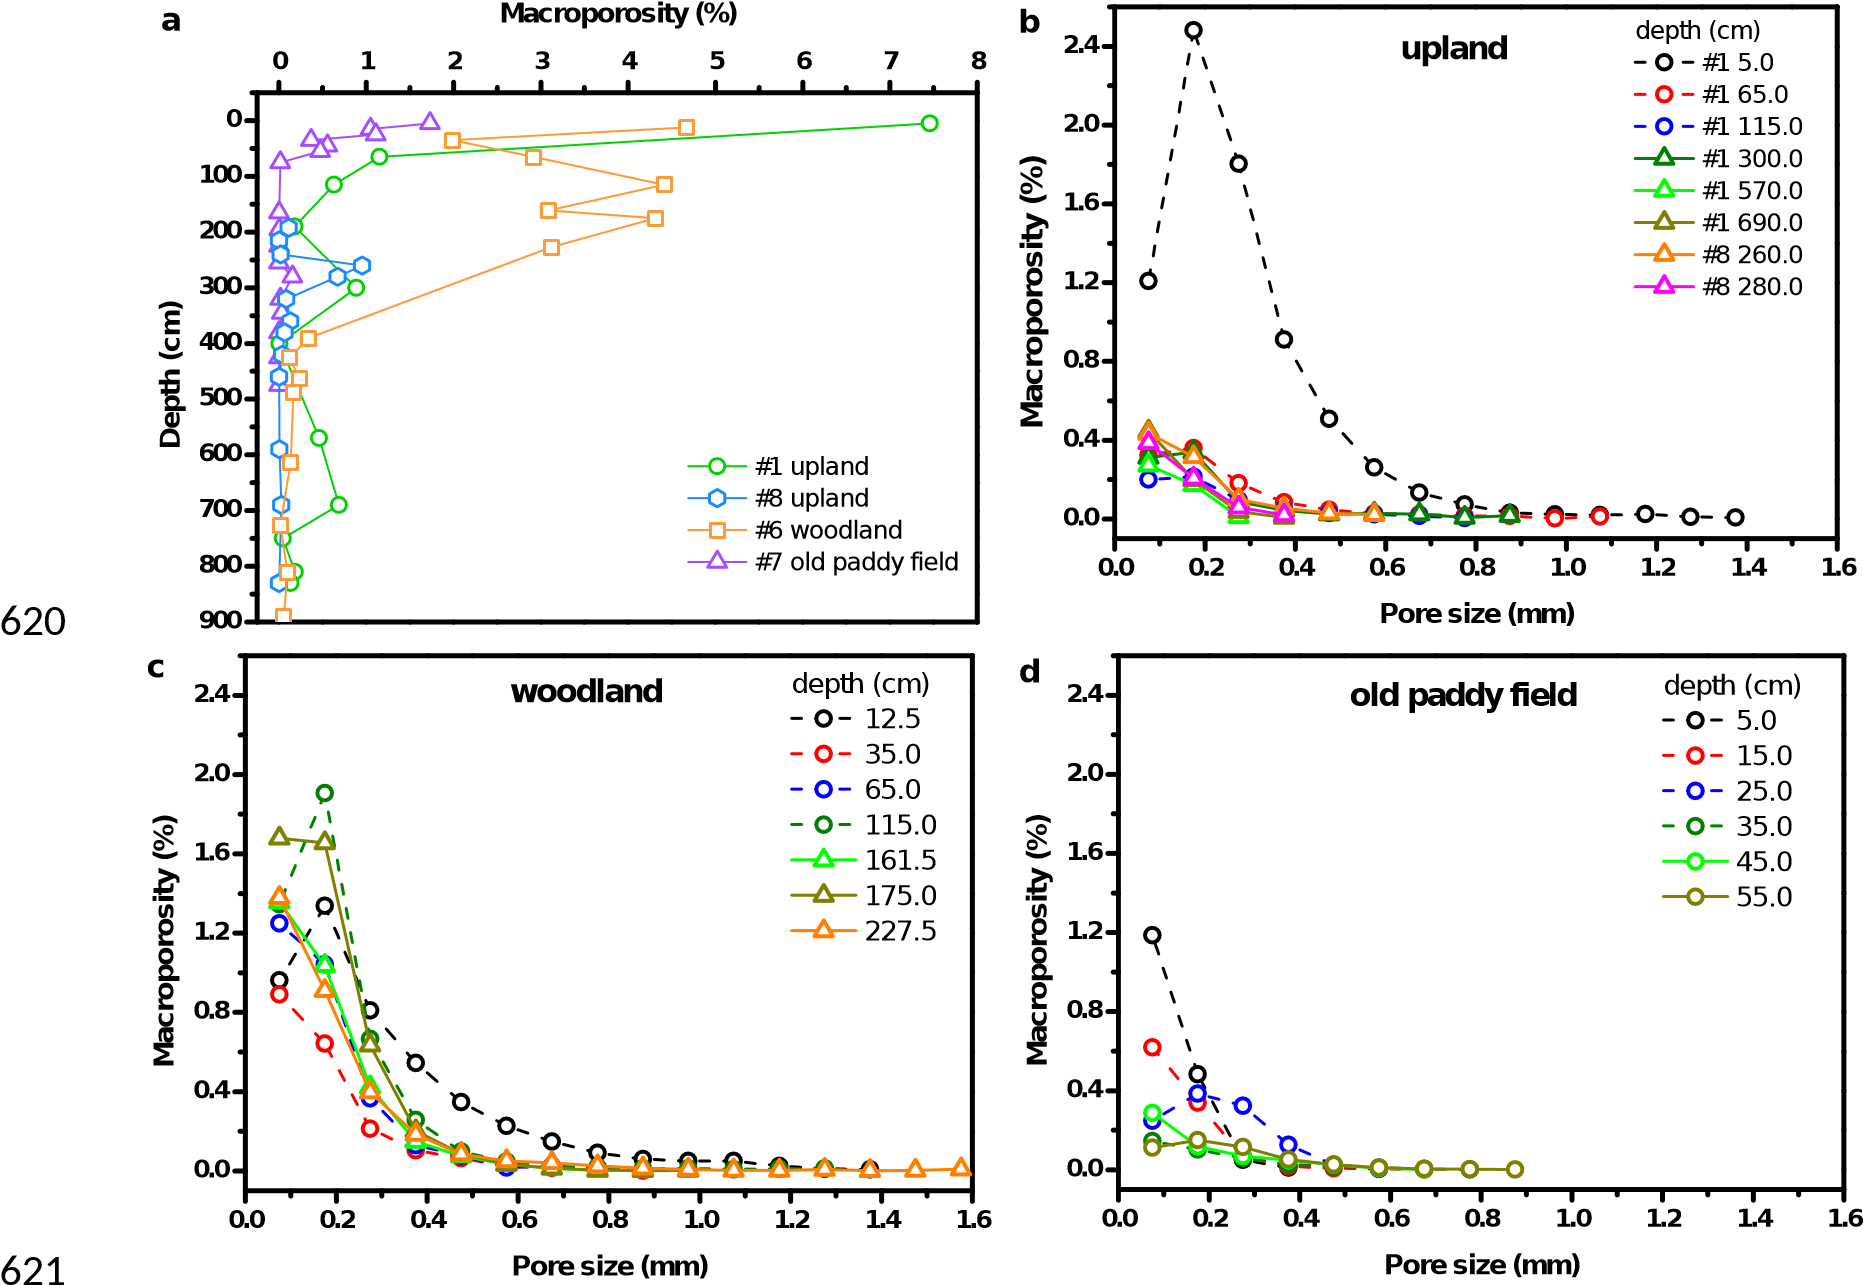 a
Macroporosity (%)
0 1 2 3 4 5 6 7 8
0
100
200
300
400
500
600
700
800
900
Depth (cm)
#1 upland
#8 upland
#6 woodland
#7 old paddy field
620
b
upland
depth (cm)
#1 5.0
#1 65.0
#1 115.0
#1 300.0
#1 570.0
#1 690.0
#8 260.0
#8 280.0
2.4
2.0
1.6
1.2
0.8
0.4
0.0
Macroporosity (%)
0.0 0.2 0.4 0.6 0.8 1.0 1.2 1.4 1.6
Pore size (mm)
c
woodland
depth (cm)
12.5
35.0
65.0
115.0
161.5
175.0
227.5
2.4
2.0
1.6
1.2
0.8
0.4
0.0
Macroporosity (%)
0.0 0.2 0.4 0.6 0.8 1.0 1.2 1.4 1.6
Pore size (mm)
d
old paddy field
depth (cm)
5.0
15.0
25.0
35.0
45.0
55.0
2.4
2.0
1.6
1.2
0.8
0.4
0.0
Macroporosity (%)
0.0 0.2 0.4 0.6 0.8 1.0 1.2 1.4 1.6
Pore size (mm)
621